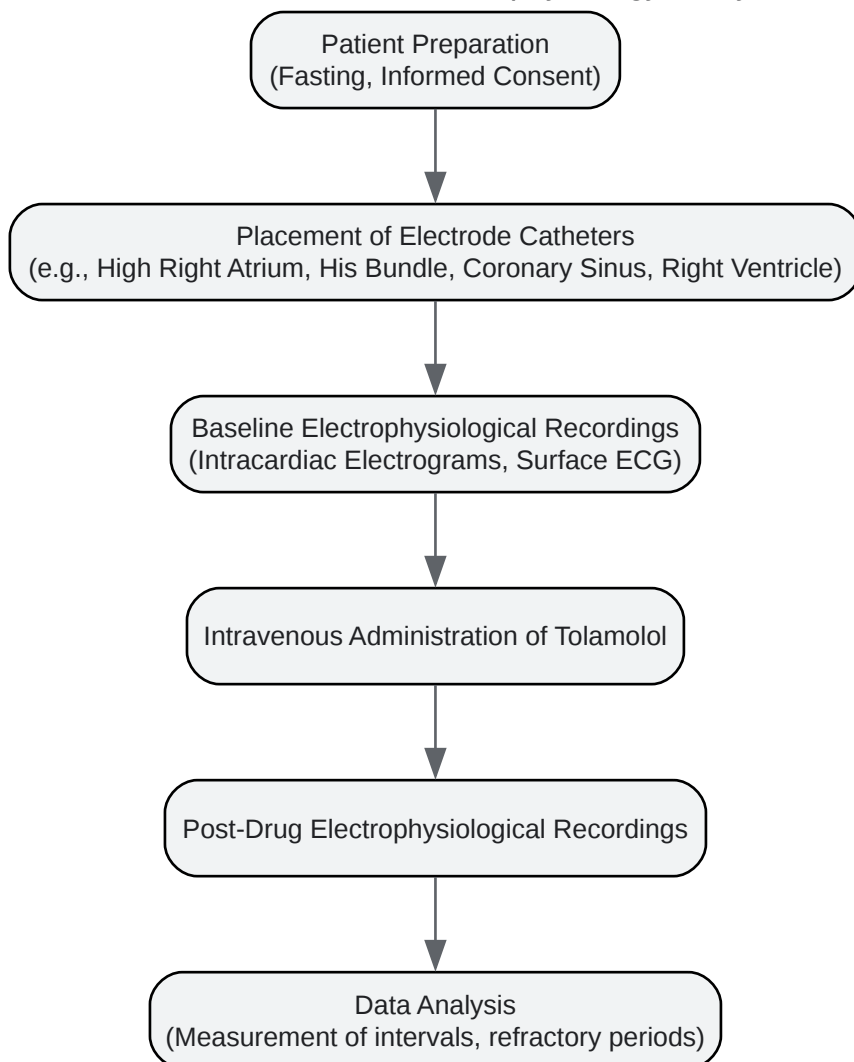 Patient Preparation
(Fasting, Informed Consent)
Placement of Electrode Catheters
(e.g., High Right Atrium, His Bundle, Coronary Sinus, Right Ventricle)
Baseline Electrophysiological Recordings
(Intracardiac Electrograms, Surface ECG)
Intravenous Administration of Tolamolol
Post-Drug Electrophysiological Recordings
Data Analysis
(Measurement of intervals, refractory periods)